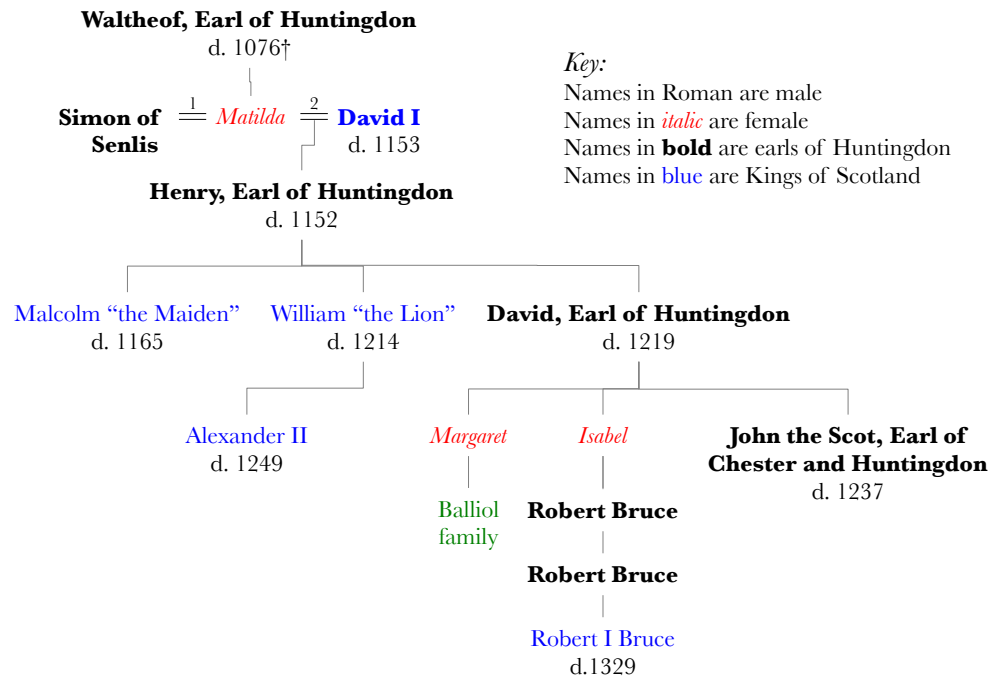 Waltheof, Earl of Huntingdon
d. 1076†
Key:
Names in Roman are male
Names in italic are female
Names in bold are earls of Huntingdon
Names in blue are Kings of Scotland
Simon of
Senlis
1
Matilda
2
David I
d. 1153
Henry, Earl of Huntingdon
d. 1152
Malcolm “the Maiden”
d. 1165
William “the Lion”
d. 1214
David, Earl of Huntingdon
d. 1219
Alexander II
d. 1249
Margaret
Isabel
John the Scot, Earl of
Chester and Huntingdon
d. 1237
Balliol
family
Robert Bruce
Robert Bruce
Robert I Bruce
d.1329